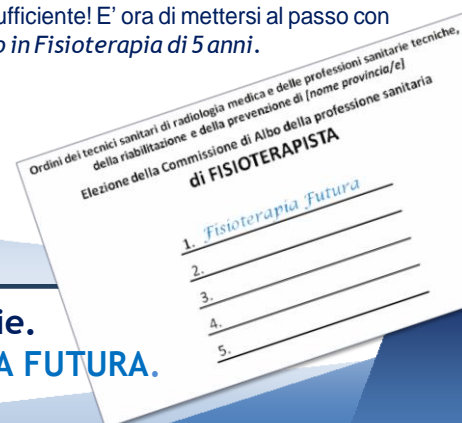 ufficiente! E' ora di mettersi al passo con
o in Fisioterapia di 5 anni.
Ordini dei tecnici sanitari di radiologia medica e delle professioni sanitarie tecniche,
della riabilitazione e della prevenzione di [nome provincia/e]
Elezione della Commissione di Albo della professione sanitaria
di FISIOTERAPISTA
1. Fisioterapia Futura
2.
3.
4.
5.
ie.
A FUTURA.